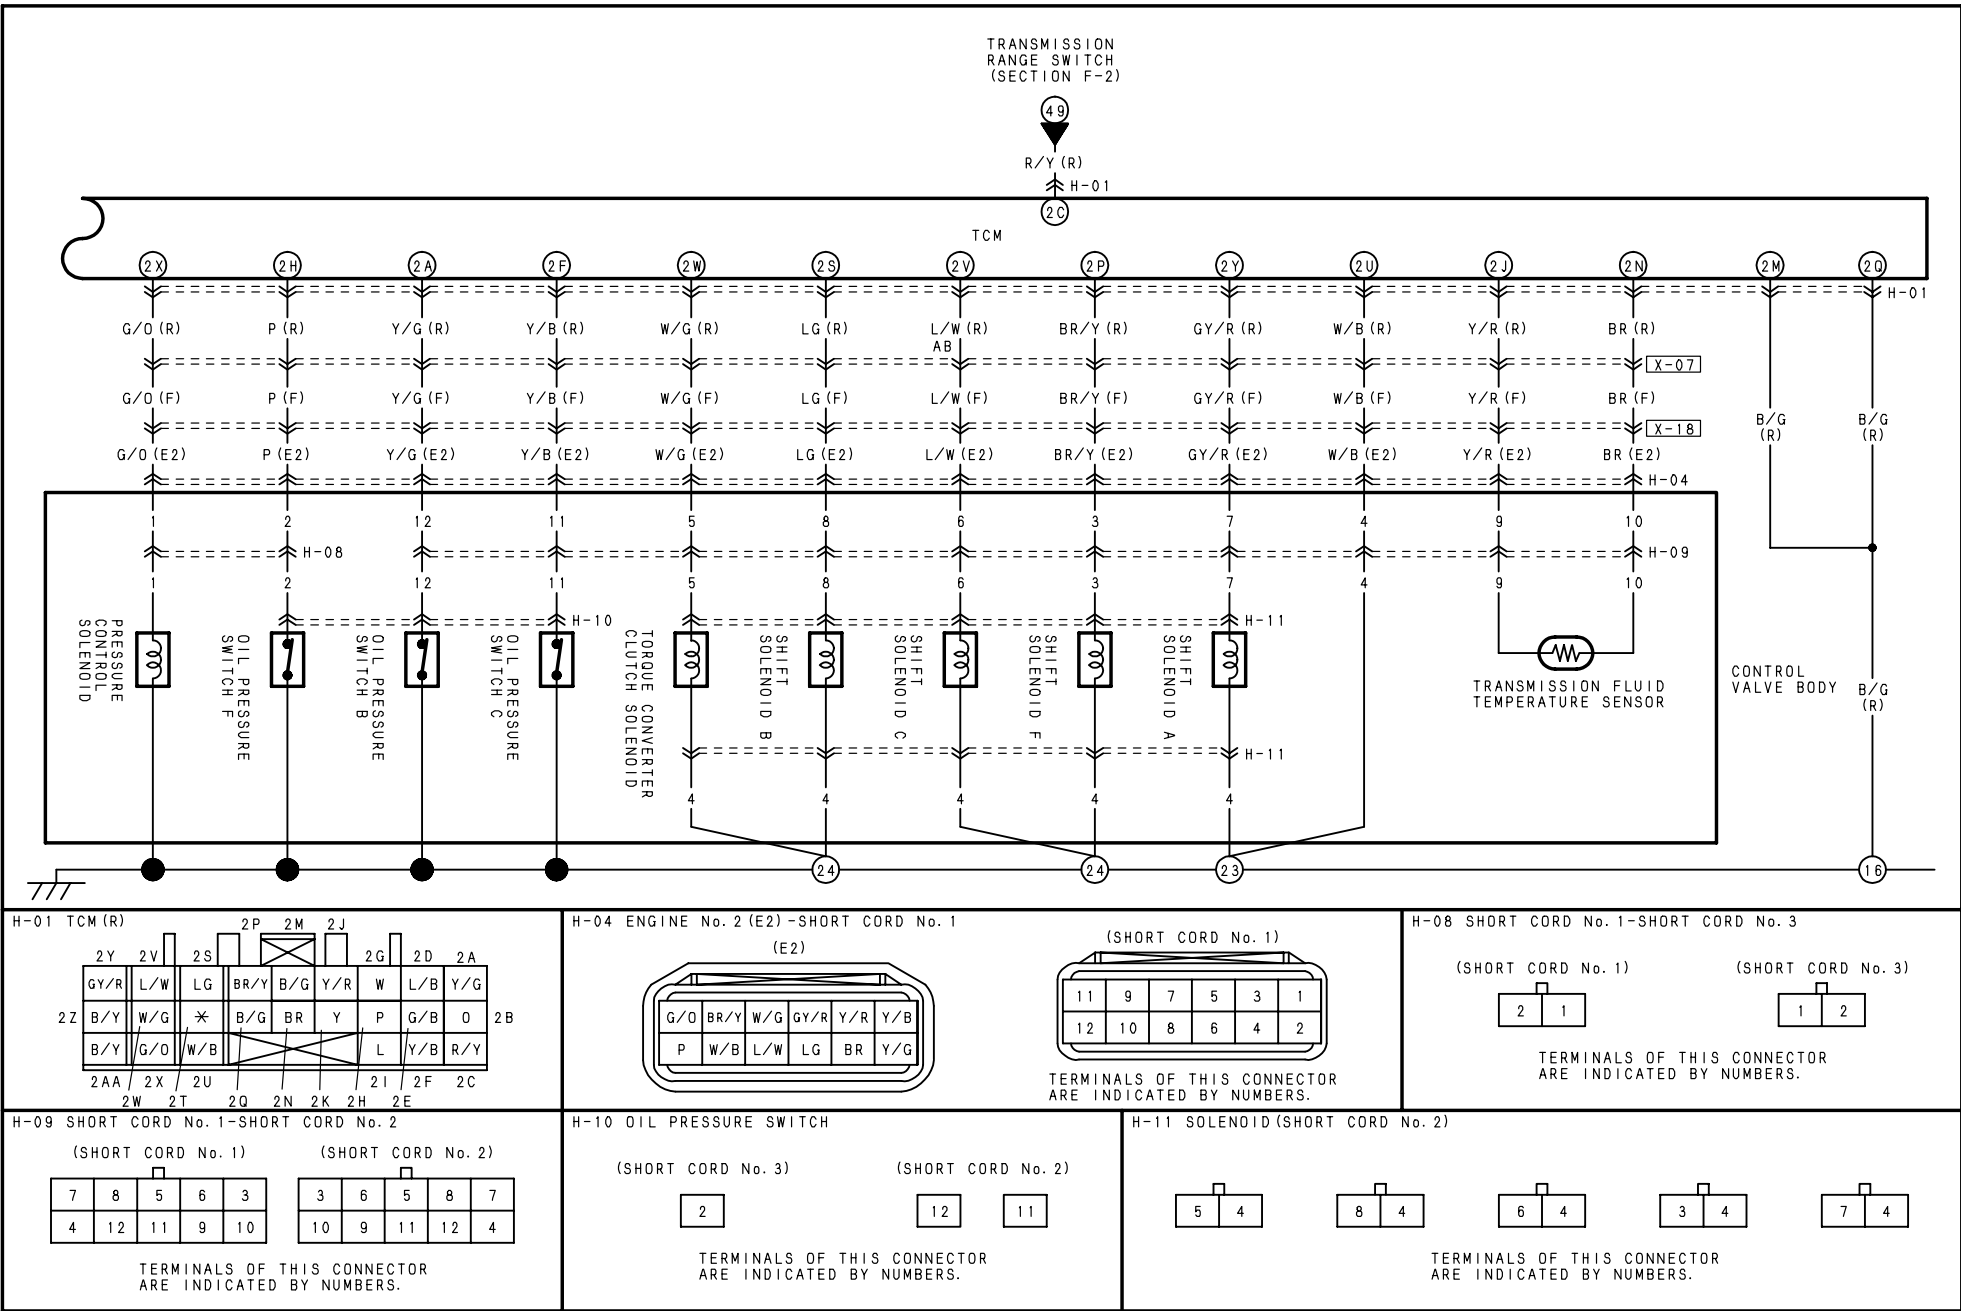 TRANSMISSION
RANGE SWITCH
(SECTION F-2)
49
R/Y (R)
H-01
2C
TCM
2X 2H 2A 2F 2W 2S 2V 2P 2Y 2U 2J 2N 2M 2Q
H-01
G/O (R) P (R) Y/G (R) Y/B (R) W/G (R) LG (R) L/W (R) BR/Y (R) GY/R (R) W/B (R) Y/R (R) BR (R)
AB
X-07
G/O (F) P (F) Y/G (F) Y/B (F) W/G (F) LG (F) L/W (F) BR/Y (F) GY/R (F) W/B (F) Y/R (F) BR (F)
B/G B/G
(R) (R)
X-18
G/O (E2) P (E2) Y/G (E2) Y/B (E2) W/G (E2) LG (E2) L/W (E2) BR/Y (E2) GY/R (E2) W/B (E2) Y/R (E2) BR (E2)
H-04
1 2 12 11 5 8 6 3 7 4 9 10
H-08 H-09
1 2 12 11 5 8 6 3 7 4 9 10
H-10 H-11
PRESSURE
CONTROL
SOLENOID
OIL PRESSURE
SWITCH F
OIL PRESSURE
SWITCH B
OIL PRESSURE
SWITCH C
TORQUE CONVERTER
CLUTCH SOLENOID
SHIFT
SOLENOID B
SHIFT
SOLENOID C
SHIFT
SOLENOID F
SHIFT
SOLENOID A
TRANSMISSION FLUID
TEMPERATURE SENSOR
CONTROL
VALVE BODY
B/G
(R)
H-11
4 4 4 4 4
24 24 23 16
H-01 TCM (R)
2P 2M 2J
2Y 2V 2S 2G 2D 2A
GY/R L/W LG BR/Y B/G Y/R W L/B Y/G
2Z B/Y W/G * B/G BR Y P G/B O 2B
B/Y G/O W/B L Y/B R/Y
2AA 2X 2U 2I 2F 2C
2W 2T 2Q 2N 2K 2H 2E
H-04 ENGINE No. 2 (E2) -SHORT CORD No. 1
(E2)
G/O BR/Y W/G GY/R Y/R Y/B
P W/B L/W LG BR Y/G
(SHORT CORD No. 1)
11 9 7 5 3 1
12 10 8 6 4 2
TERMINALS OF THIS CONNECTOR
ARE INDICATED BY NUMBERS.
H-08 SHORT CORD No. 1-SHORT CORD No. 3
(SHORT CORD No. 1) (SHORT CORD No. 3)
2 1 1 2
TERMINALS OF THIS CONNECTOR
ARE INDICATED BY NUMBERS.
H-09 SHORT CORD No. 1-SHORT CORD No. 2
(SHORT CORD No. 1) (SHORT CORD No. 2)
7 8 5 6 3 3 6 5 8 7
4 12 11 9 10 10 9 11 12 4
TERMINALS OF THIS CONNECTOR
ARE INDICATED BY NUMBERS.
H-10 OIL PRESSURE SWITCH
(SHORT CORD No. 3) (SHORT CORD No. 2)
2 12 11
TERMINALS OF THIS CONNECTOR
ARE INDICATED BY NUMBERS.
H-11 SOLENOID (SHORT CORD No. 2)
5 4 8 4 6 4 3 4 7 4
TERMINALS OF THIS CONNECTOR
ARE INDICATED BY NUMBERS.